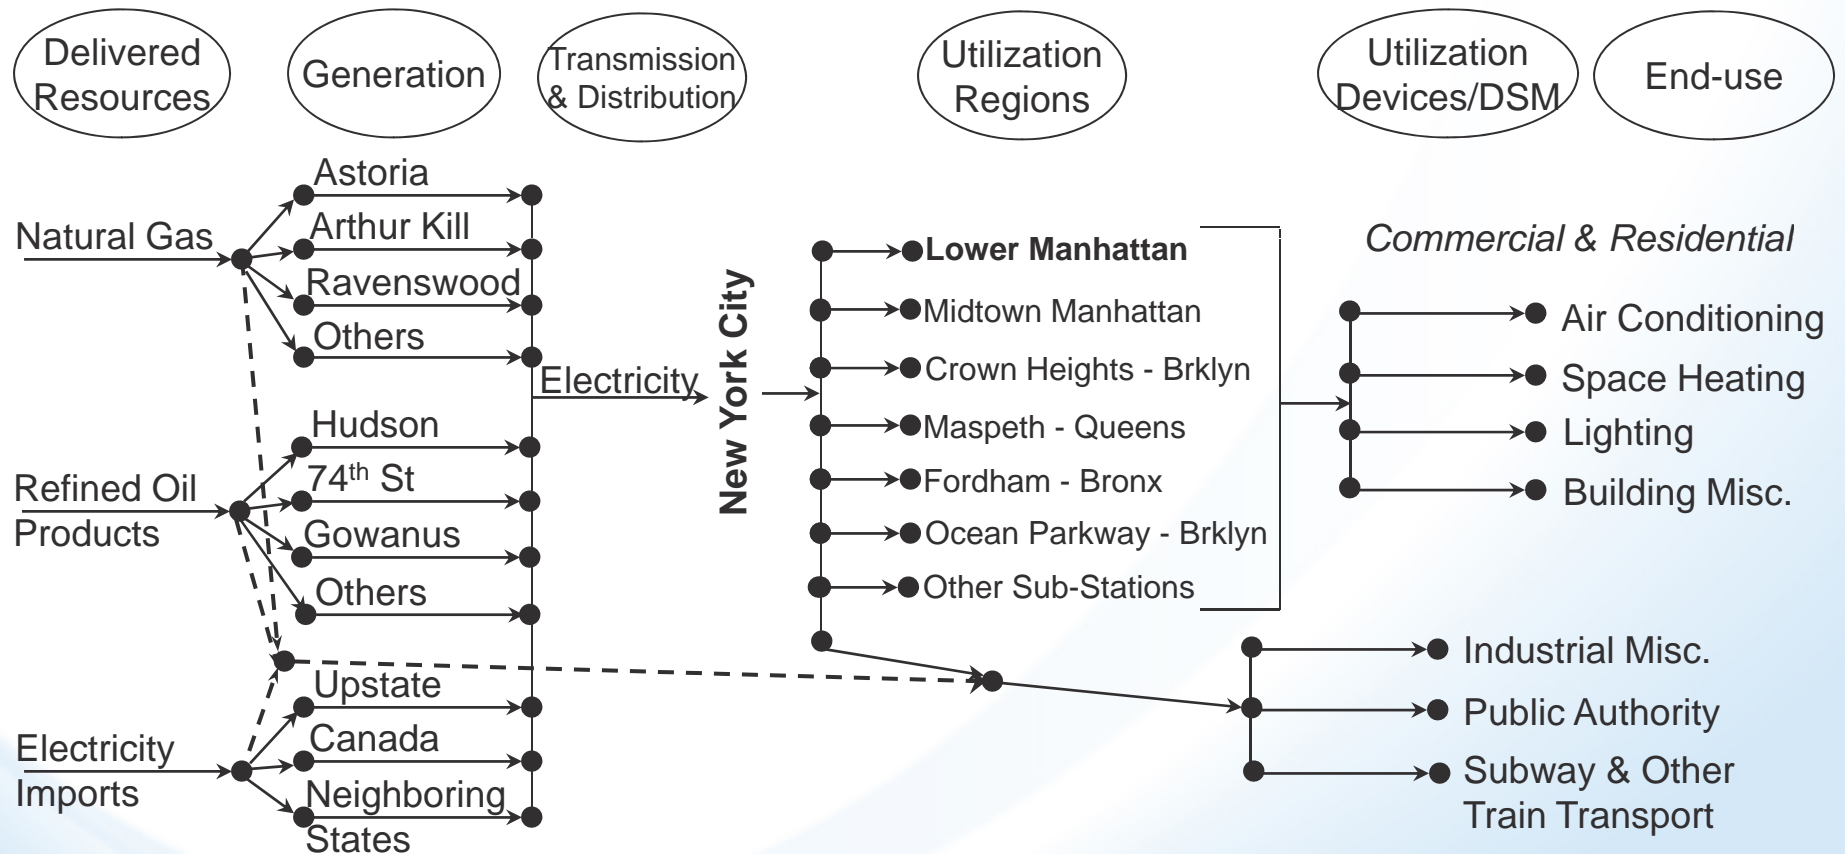 Delivered
Resources
Generation
Transmission
& Distribution
Utilization
Regions
Utilization
Devices/DSM
End-use
Natural Gas
Astoria
Arthur Kill
Ravenswood
Others
Refined Oil
Products
Hudson
74th St
Gowanus
Others
Electricity
Imports
Upstate
Canada
Neighboring
States
Electricity
New York City
Lower Manhattan
Midtown Manhattan
Crown Heights - Brklyn
Maspeth - Queens
Fordham - Bronx
Ocean Parkway - Brklyn
Other Sub-Stations
Commercial & Residential
Air Conditioning
Space Heating
Lighting
Building Misc.
Industrial Misc.
Public Authority
Subway & Other
Train Transport